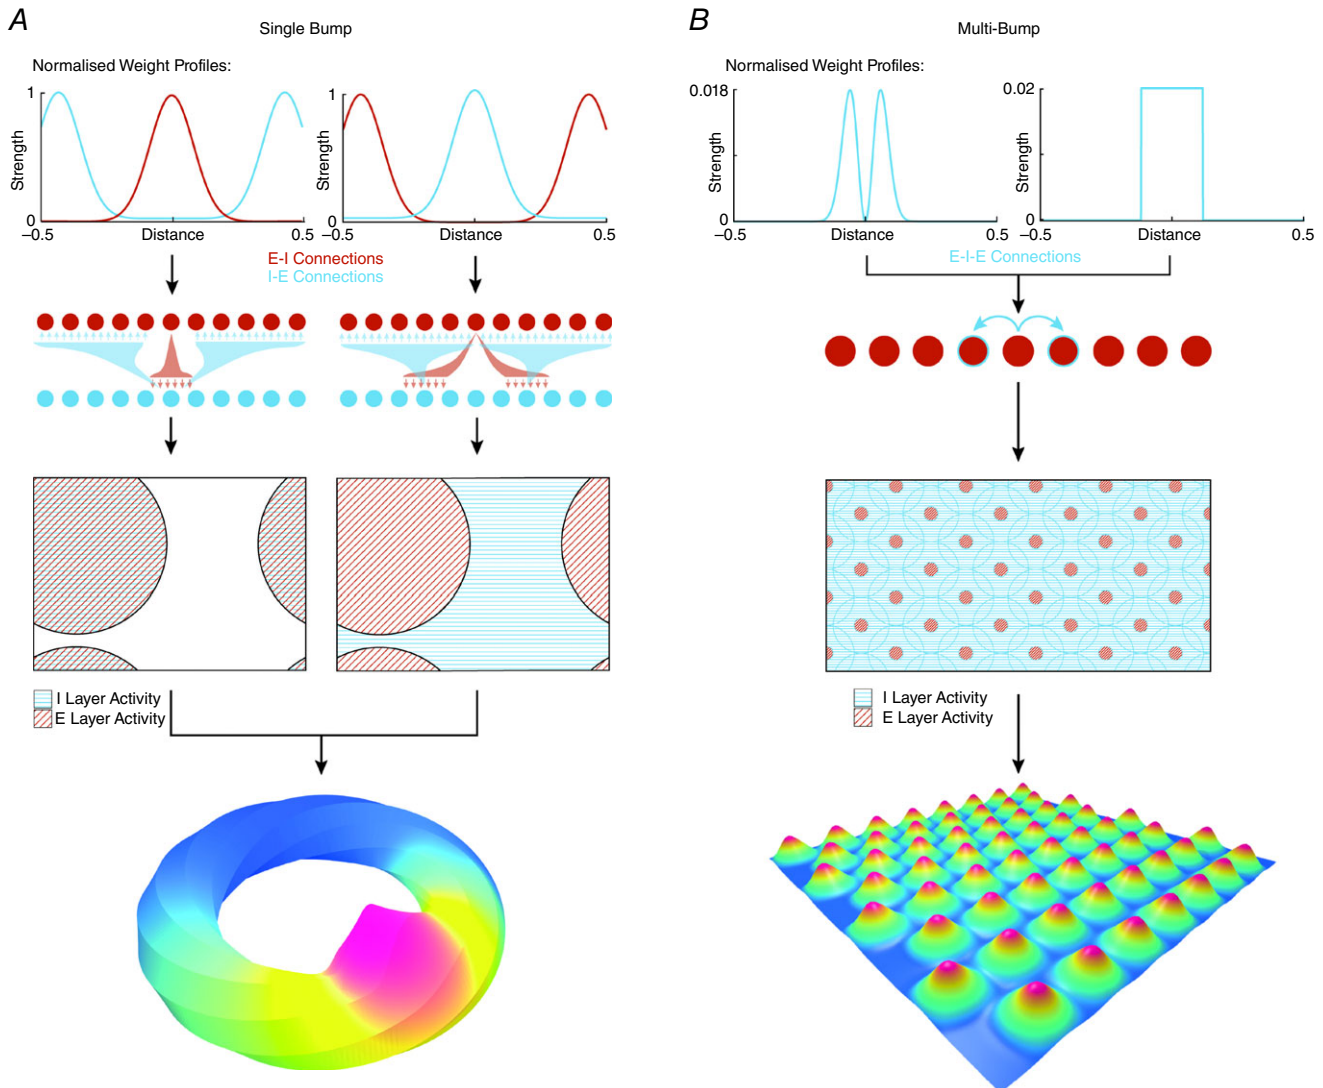 A
Single Bump
Normalised Weight Profiles:
1
Strength
0
–0.5
Distance
1
Strength
0
–0.5
Distance
0.5
E-I Connections
I-E Connections
I Layer Activity
E Layer Activity
B
Multi-Bump
Normalised Weight Profiles:
0.018
Strength
0
–0.5
Distance
0.5
0.02
Strength
0
–0.5
Distance
0.5
E-I-E Connections
I Layer Activity
E Layer Activity